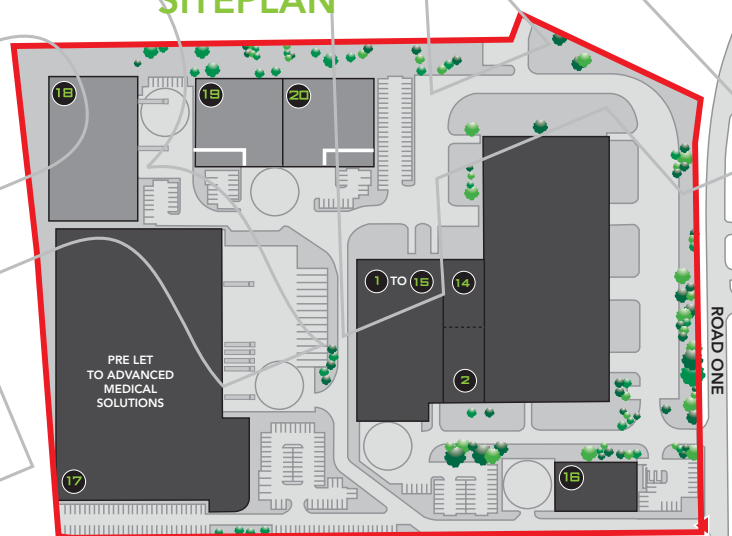 SITEPLAN
18
19
20
1 TO 15
14
PRE LET
TO ADVANCED
MEDICAL
SOLUTIONS
2
17
16
ROAD ONE